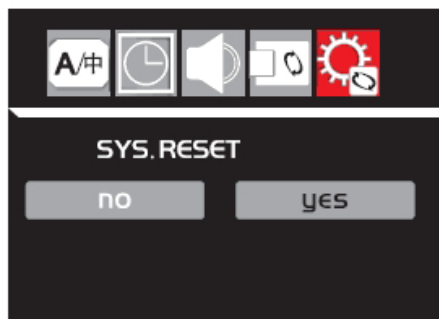 A/中
SYS. RESET
no yes